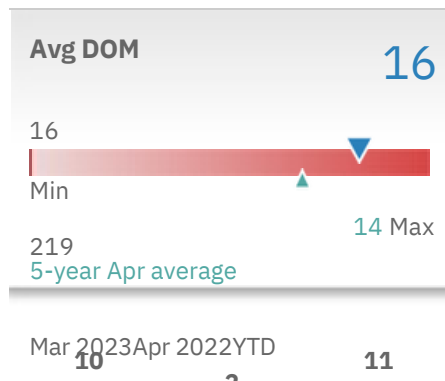 Avg DOM
16
16
Min
14 Max
219
5-year Apr average
Mar 2023Apr 2022YTD
10 11